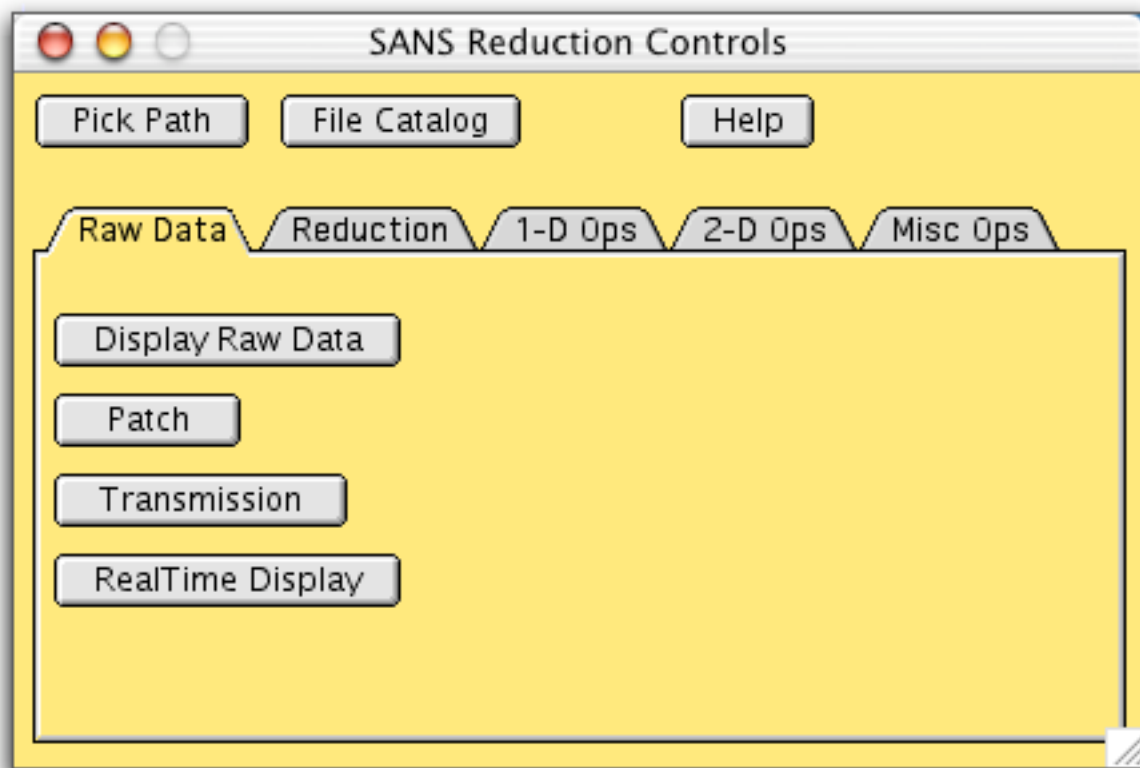 SANS Reduction Controls
Pick Path File Catalog Help
Raw Data Reduction 1-D Ops 2-D Ops Misc Ops
Display Raw Data
Patch
Transmission
RealTime Display